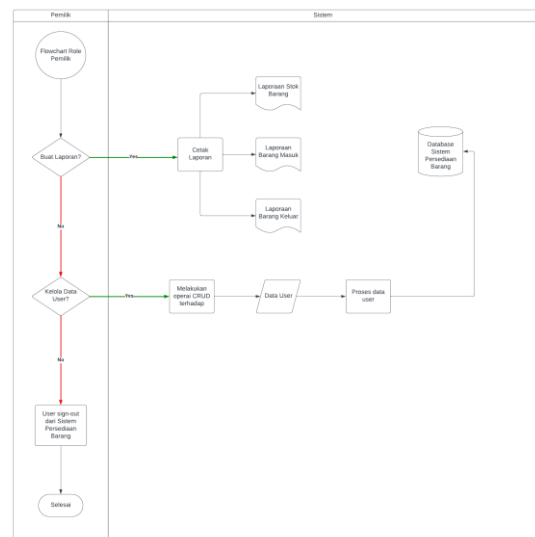 Pemilik
Sistem
Flowchart Role
Pemilik
Buat Laporan?
Yes
Cetak
Laporan
Laporaan Stok
Barang
Laporaan
Barang Masuk
Laporaan
Barang Keluar
Database
Sistem
Persediaan
Barang
No
Kelola Data
User?
Yes
Melakukan
operai CRUD
terhadap
Data User
Proses data
user
No
User sign-out
dari Sistem
Persediaan
Barang
Selesai